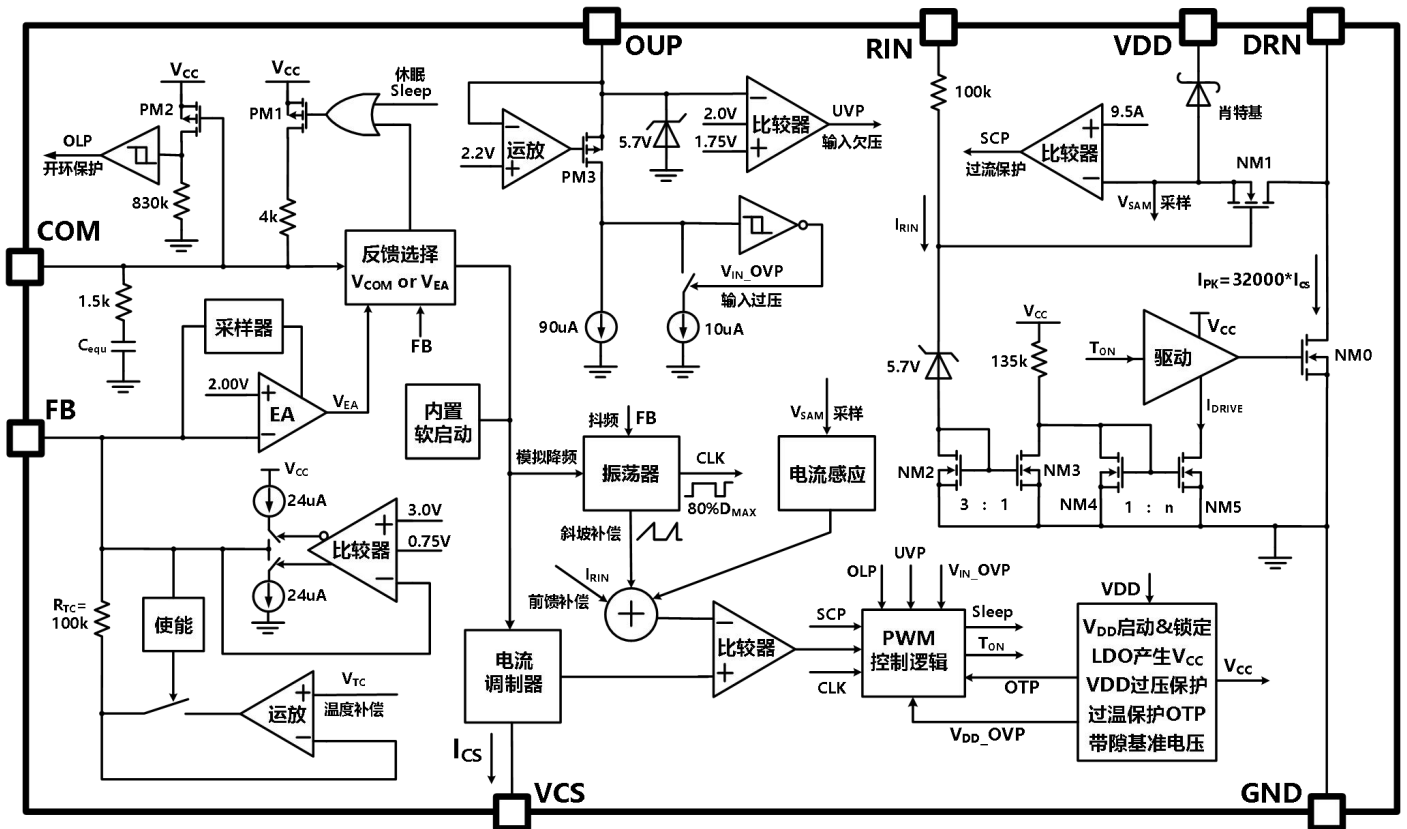 OUP
RIN
VDD
DRN
VCC
PM2
OLP
开环保护
830k
VCC
PM1
休眠
Sleep
4k
2.2V
运放
PM3
5.7V
2.0V
1.75V
比较器
UVP
输入欠压
100k
SCP
过流保护
比较器
9.5A
肖特基
NM1
VSAM 采样
IRIN
COM
1.5k
Cequ
反馈选择
VCOM or VEA
FB
VIN_OVP
输入过压
90uA
10uA
IPK=32000*ICS
采样器
2.00V
EA
VEA
FB
内置
软启动
5.7V
VCC
135k
TON
驱动
VCC
NM0
IDRIVE
NM2
NM3
3 : 1
NM4
NM5
1 : n
抖频
FB
模拟降频
振荡器
CLK
80%DMAX
斜坡补偿
VSAM 采样
电流感应
VCC
24uA
24uA
比较器
3.0V
0.75V
RTC=
100k
使能
运放
VTC
温度补偿
IRIN
前馈补偿
电流
调制器
ICS
VCS
比较器
OLP
UVP
VIN_OVP
SCP
CLK
PWM
控制逻辑
Sleep
TON
OTP
VDD_OVP
VDD
VDD启动&锁定
LDO产生VCC
VDD过压保护
过温保护OTP
带隙基准电压
VCC
GND